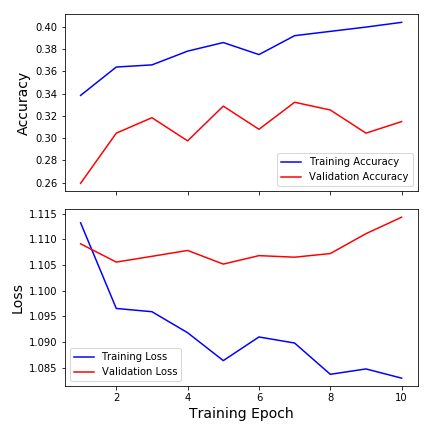 0.40
0.38
0.36
0.34
0.32
0.30
0.28
0.26
Accuracy
Training Accuracy
Validation Accuracy
1.115
1.110
1.105
1.100
1.095
1.090
1.085
Loss
Training Loss
Validation Loss
2 4 6 8 10
Training Epoch